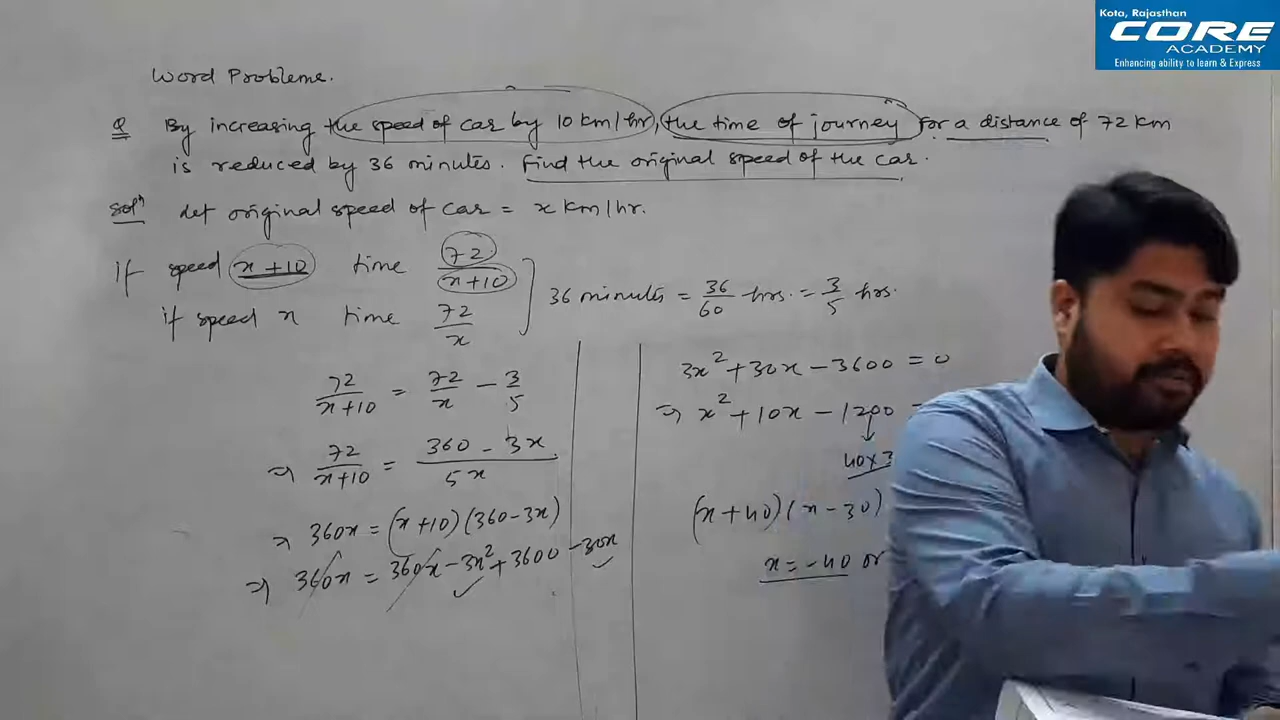 Kota, Rajasthan
CORE
ACADEMY
Enhancing ability to learn & Express
Word Probleme.
Q By increasing the speed of car by 10 km/hr, the time of journey for a distance of 72 km
is reduced by 36 minutes. Find the original speed of the car.
Solⁿ Let original speed of car = x km/hr.
If speed x+10 time 72/(x+10)
if speed x time 72/x
36 minutes = 36/60 hrs. = 3/5 hrs.
72/(x+10) = 72/x - 3/5
⇒ 72/(x+10) = (360 - 3x)/5x
⇒ 360x = (x+10)(360-3x)
⇒ 360x = 360x - 3x² + 3600 - 30x
3x² + 30x - 3600 = 0
⇒ x² + 10x - 1200 =
40×3
(x+40)(x-30)
x = -40 or